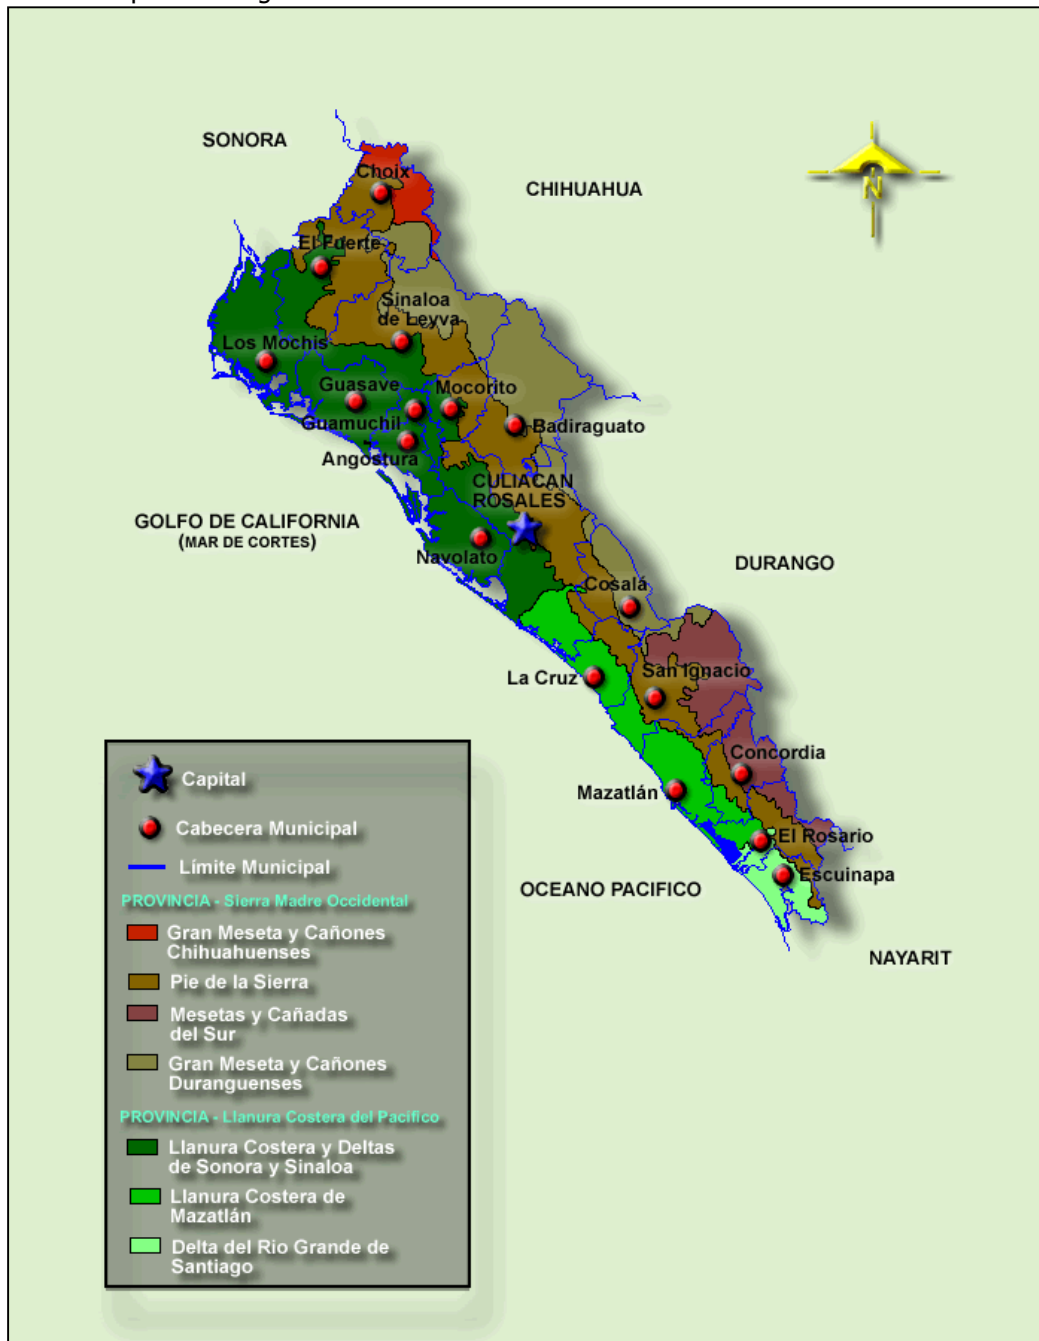 SONORA
CHIHUAHUA
N
Choix
El Fuerte
Sinaloa
de Leyva
Los Mochis
Guasave
Mocorito
Guamuchil
Badiraguato
Angostura
CULIACAN
ROSALES
GOLFO DE CALIFORNIA
(MAR DE CORTES)
Navolato
DURANGO
Cosalá
La Cruz
San Ignacio
Concordia
Mazatlán
El Rosario
Escuinapa
OCEANO PACIFICO
NAYARIT
Capital
Cabecera Municipal
Límite Municipal
PROVINCIA - Sierra Madre Occidental
Gran Meseta y Cañones
Chihuahuenses
Pie de la Sierra
Mesetas y Cañadas
del Sur
Gran Meseta y Cañones
Duranguenses
PROVINCIA - Llanura Costera del Pacifico
Llanura Costera y Deltas
de Sonora y Sinaloa
Llanura Costera de
Mazatlán
Delta del Rio Grande de
Santiago